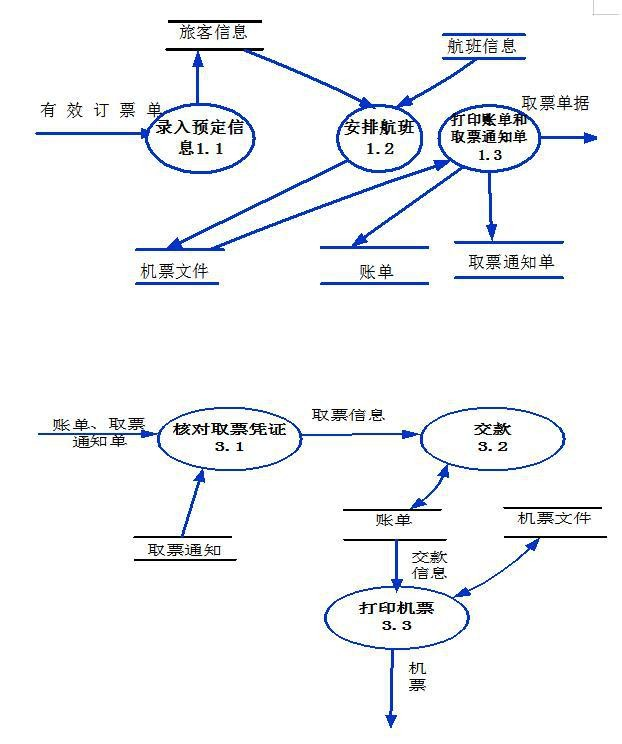 旅客信息
航班信息
有效订票单
取票单据
录入预定信
息1.1
安排航班
1.2
打印账单和
取票通知单
1.3
机票文件
账单
取票通知单
账单、取票
通知单
核对取票凭证
3.1
取票信息
交款
3.2
取票通知
账单
机票文件
交款
信息
打印机票
3.3
机
票